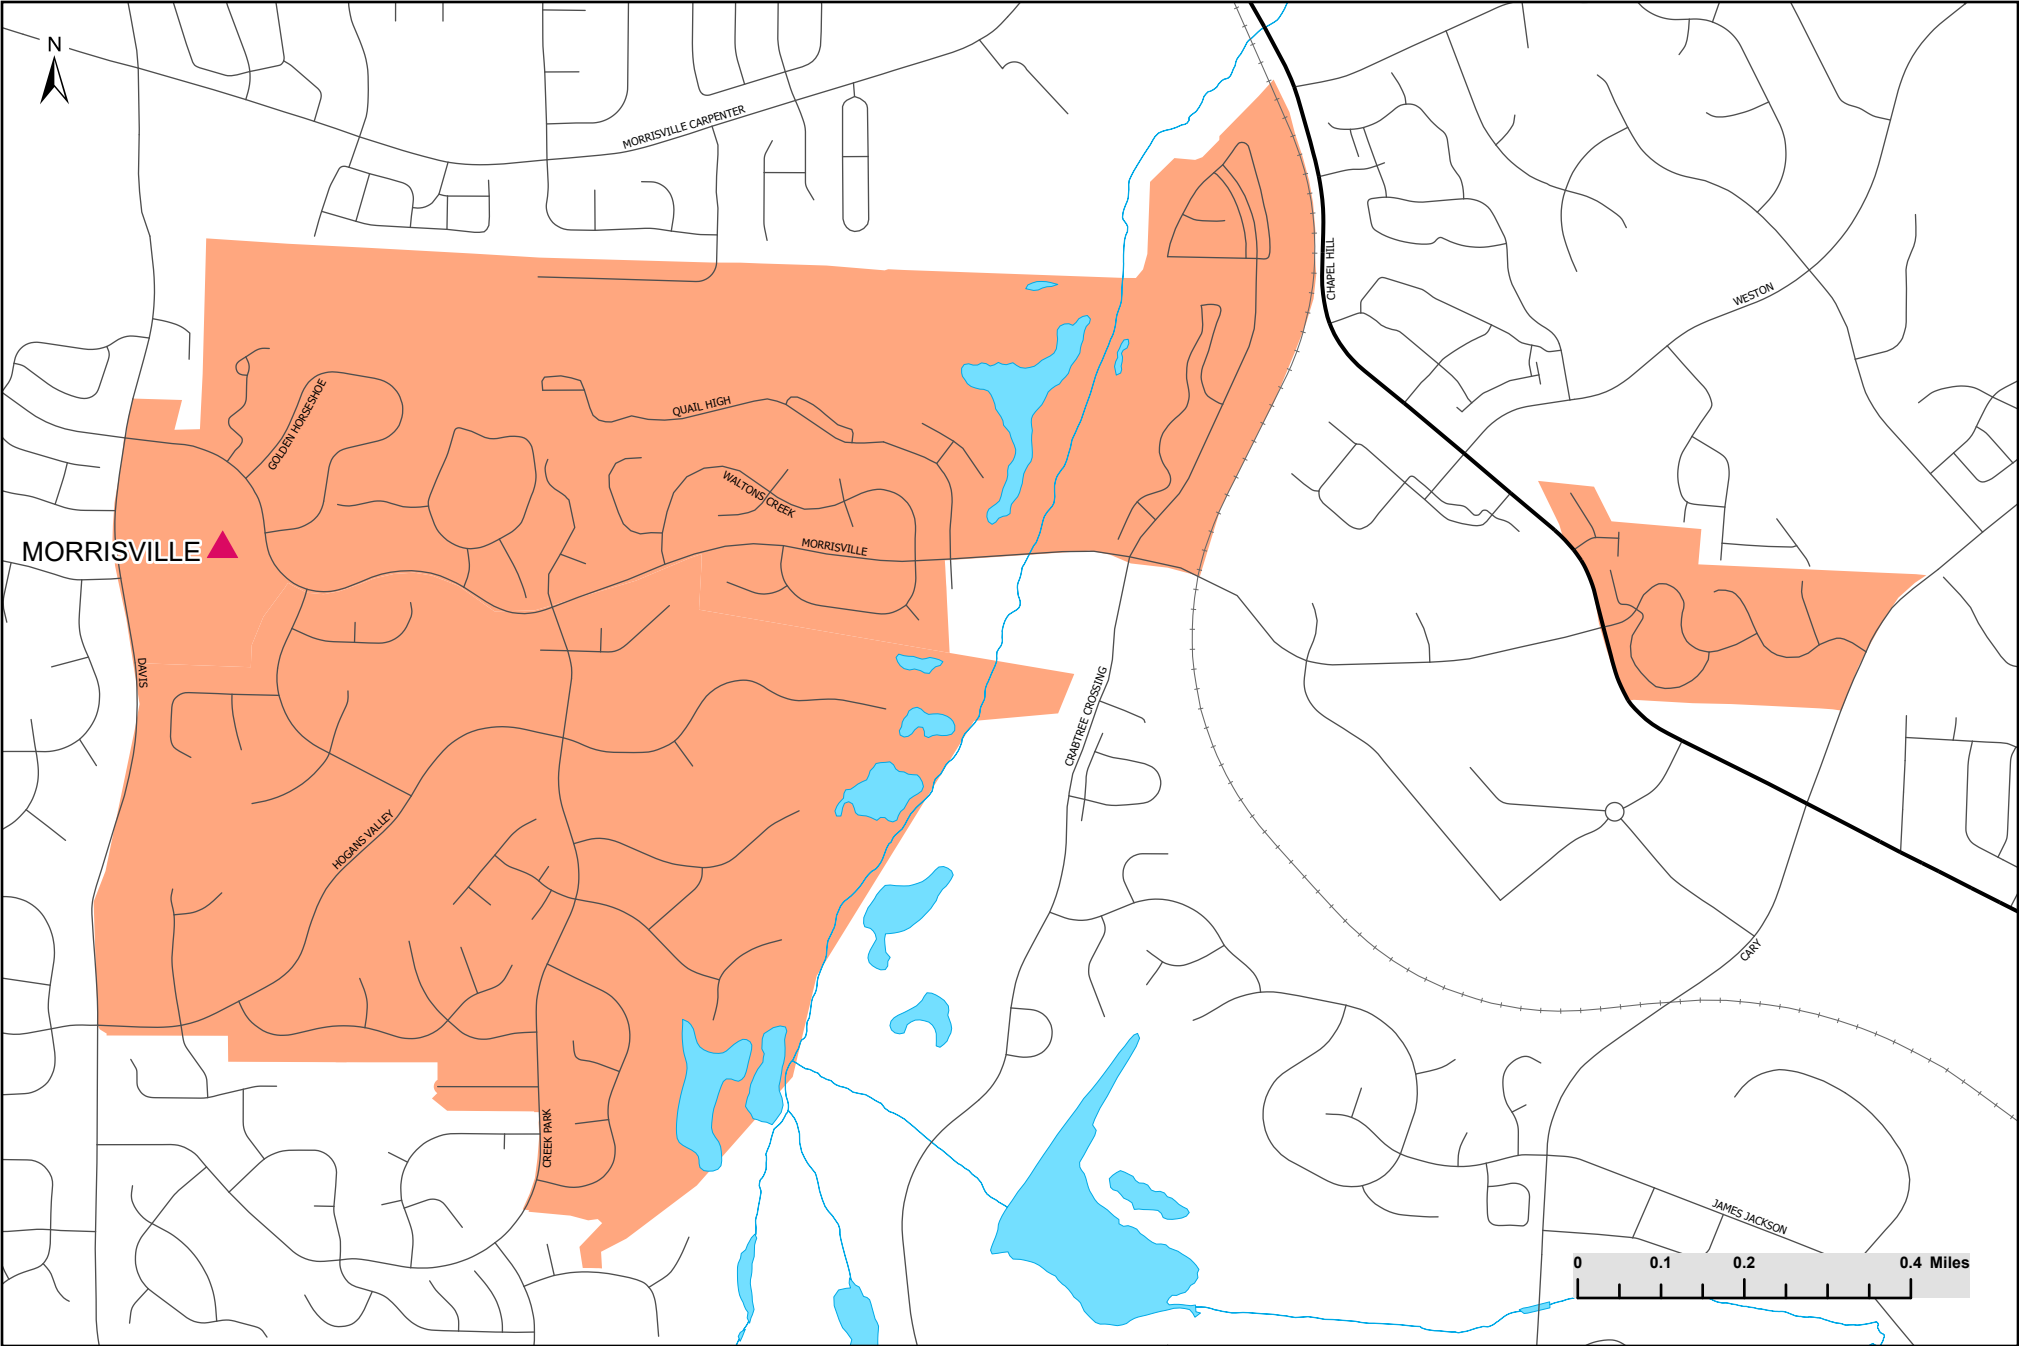 N
MORRISVILLE CARPENTER
CHAPEL HILL
WESTON
GOLDEN HORSESHOE
QUAIL HIGH
WALTONS CREEK
MORRISVILLE
MORRISVILLE
DAVIS
CRABTREE CROSSING
HOGANS VALLEY
CARY
CREEK PARK
JAMES JACKSON
0 0.1 0.2 0.4 Miles